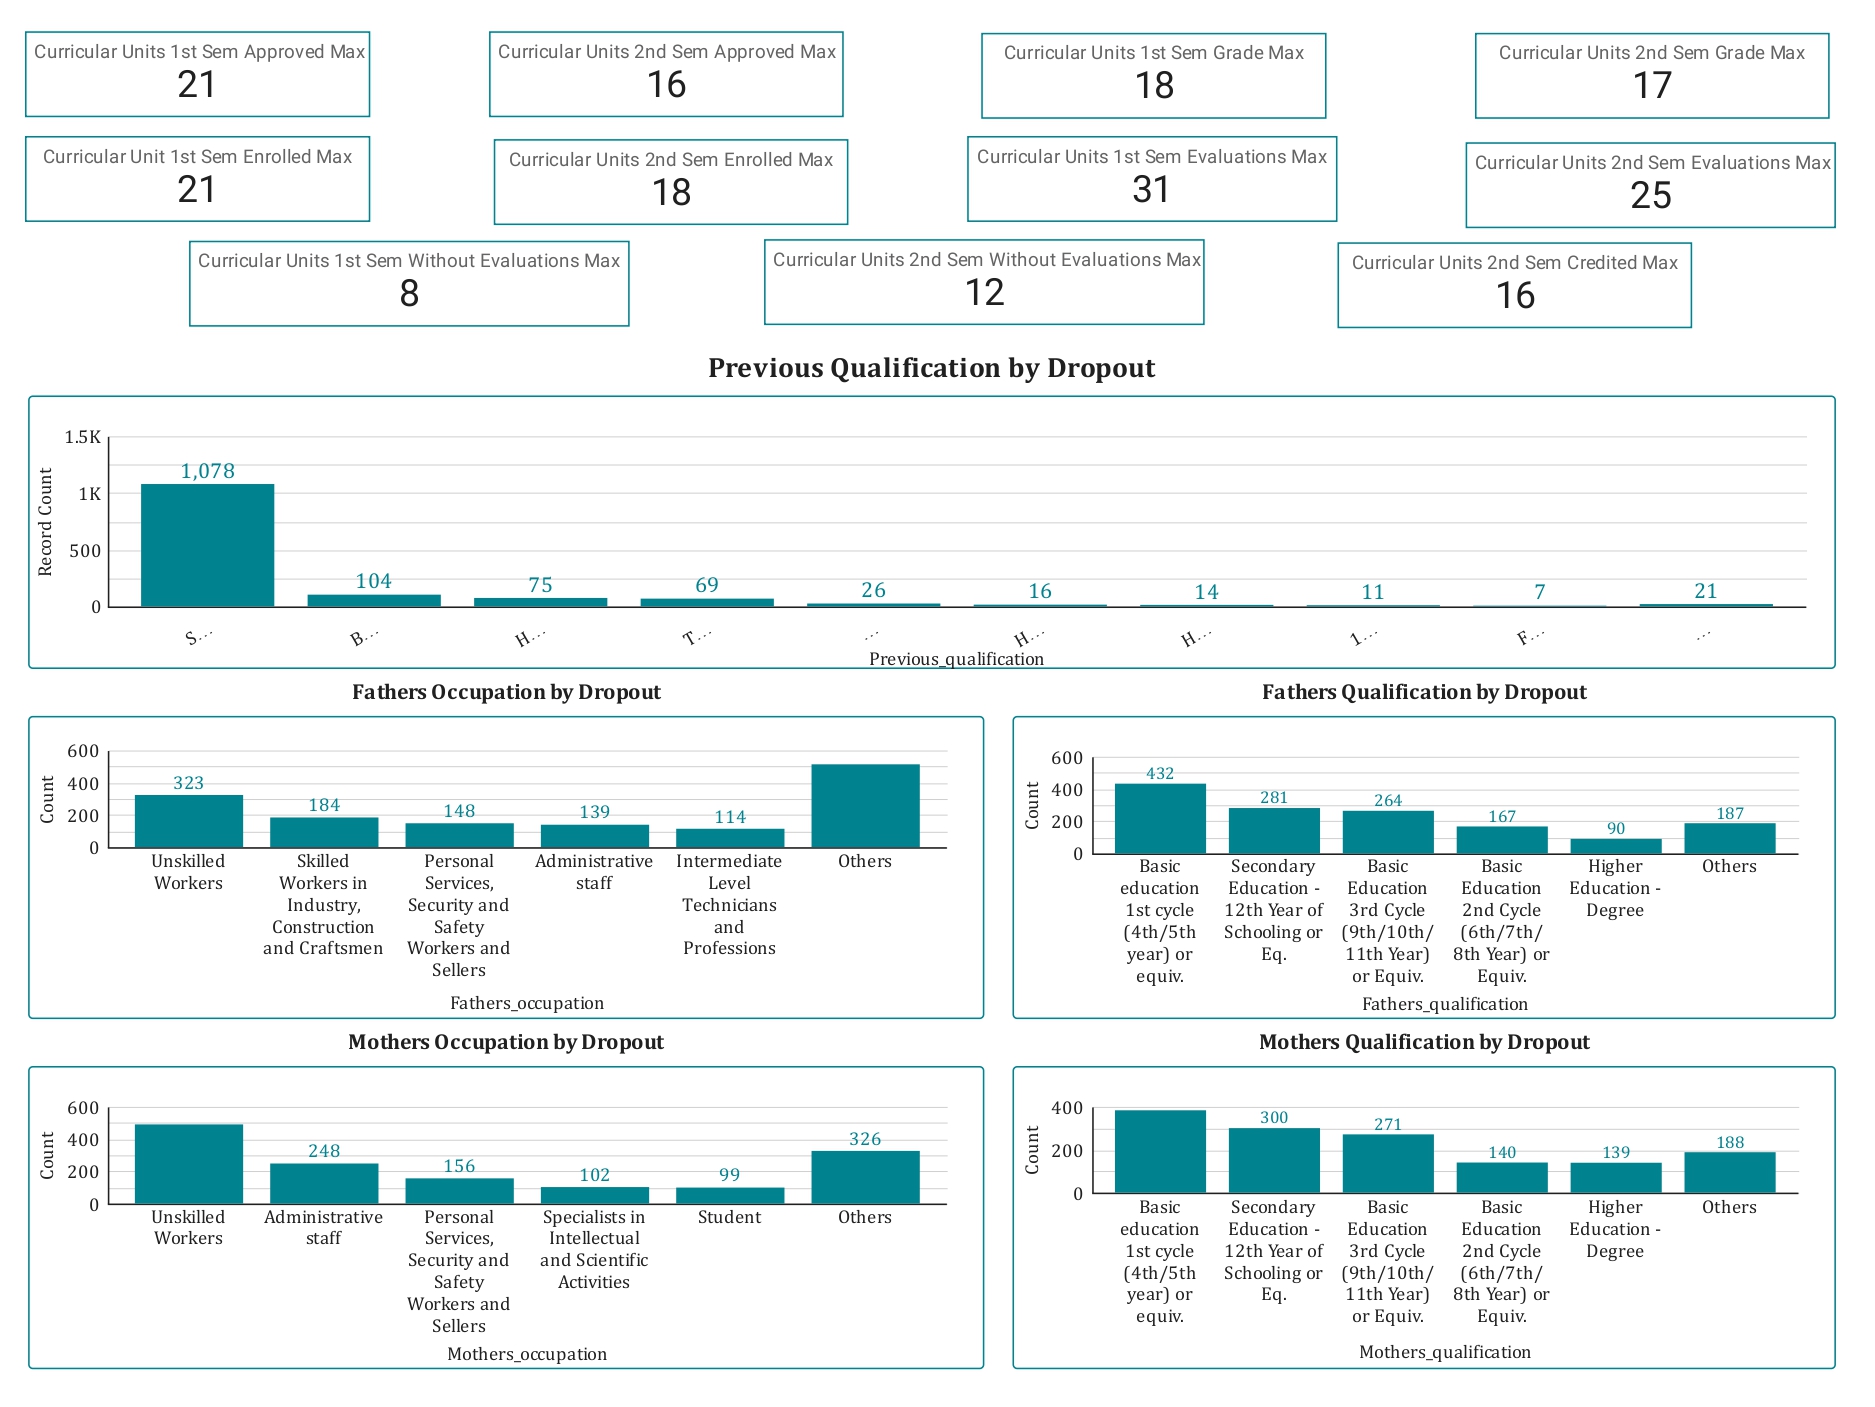 Curricular Units 1st Sem Approved Max
21
Curricular Units 2nd Sem Approved Max
16
Curricular Units 1st Sem Grade Max
18
Curricular Units 2nd Sem Grade Max
17
Curricular Unit 1st Sem Enrolled Max
21
Curricular Units 2nd Sem Enrolled Max
18
Curricular Units 1st Sem Evaluations Max
31
Curricular Units 2nd Sem Evaluations Max
25
Curricular Units 1st Sem Without Evaluations Max
8
Curricular Units 2nd Sem Without Evaluations Max
12
Curricular Units 2nd Sem Credited Max
16
Previous Qualification by Dropout
Record Count
1.5K
1K
500
0
1,078
104
75
69
26
16
14
11
7
21
S...
B...
H...
T...
...
H...
H...
1...
F...
...
Previous_qualification
Fathers Occupation by Dropout
Count
600
400
200
0
323
184
148
139
114
Unskilled
Workers
Skilled
Workers in
Industry,
Construction
and Craftsmen
Personal
Services,
Security and
Safety
Workers and
Sellers
Administrative
staff
Intermediate
Level
Technicians
and
Professions
Others
Fathers_occupation
Fathers Qualification by Dropout
Count
600
400
200
0
432
281
264
167
90
187
Basic
education
1st cycle
(4th/5th
year) or
equiv.
Secondary
Education -
12th Year of
Schooling or
Eq.
Basic
Education
3rd Cycle
(9th/10th/
11th Year)
or Equiv.
Basic
Education
2nd Cycle
(6th/7th/
8th Year) or
Equiv.
Higher
Education -
Degree
Others
Fathers_qualification
Mothers Occupation by Dropout
Count
600
400
200
0
248
156
102
99
326
Unskilled
Workers
Administrative
staff
Personal
Services,
Security and
Safety
Workers and
Sellers
Specialists in
Intellectual
and Scientific
Activities
Student
Others
Mothers_occupation
Mothers Qualification by Dropout
Count
400
200
0
300
271
140
139
188
Basic
education
1st cycle
(4th/5th
year) or
equiv.
Secondary
Education -
12th Year of
Schooling or
Eq.
Basic
Education
3rd Cycle
(9th/10th/
11th Year)
or Equiv.
Basic
Education
2nd Cycle
(6th/7th/
8th Year) or
Equiv.
Higher
Education -
Degree
Others
Mothers_qualification